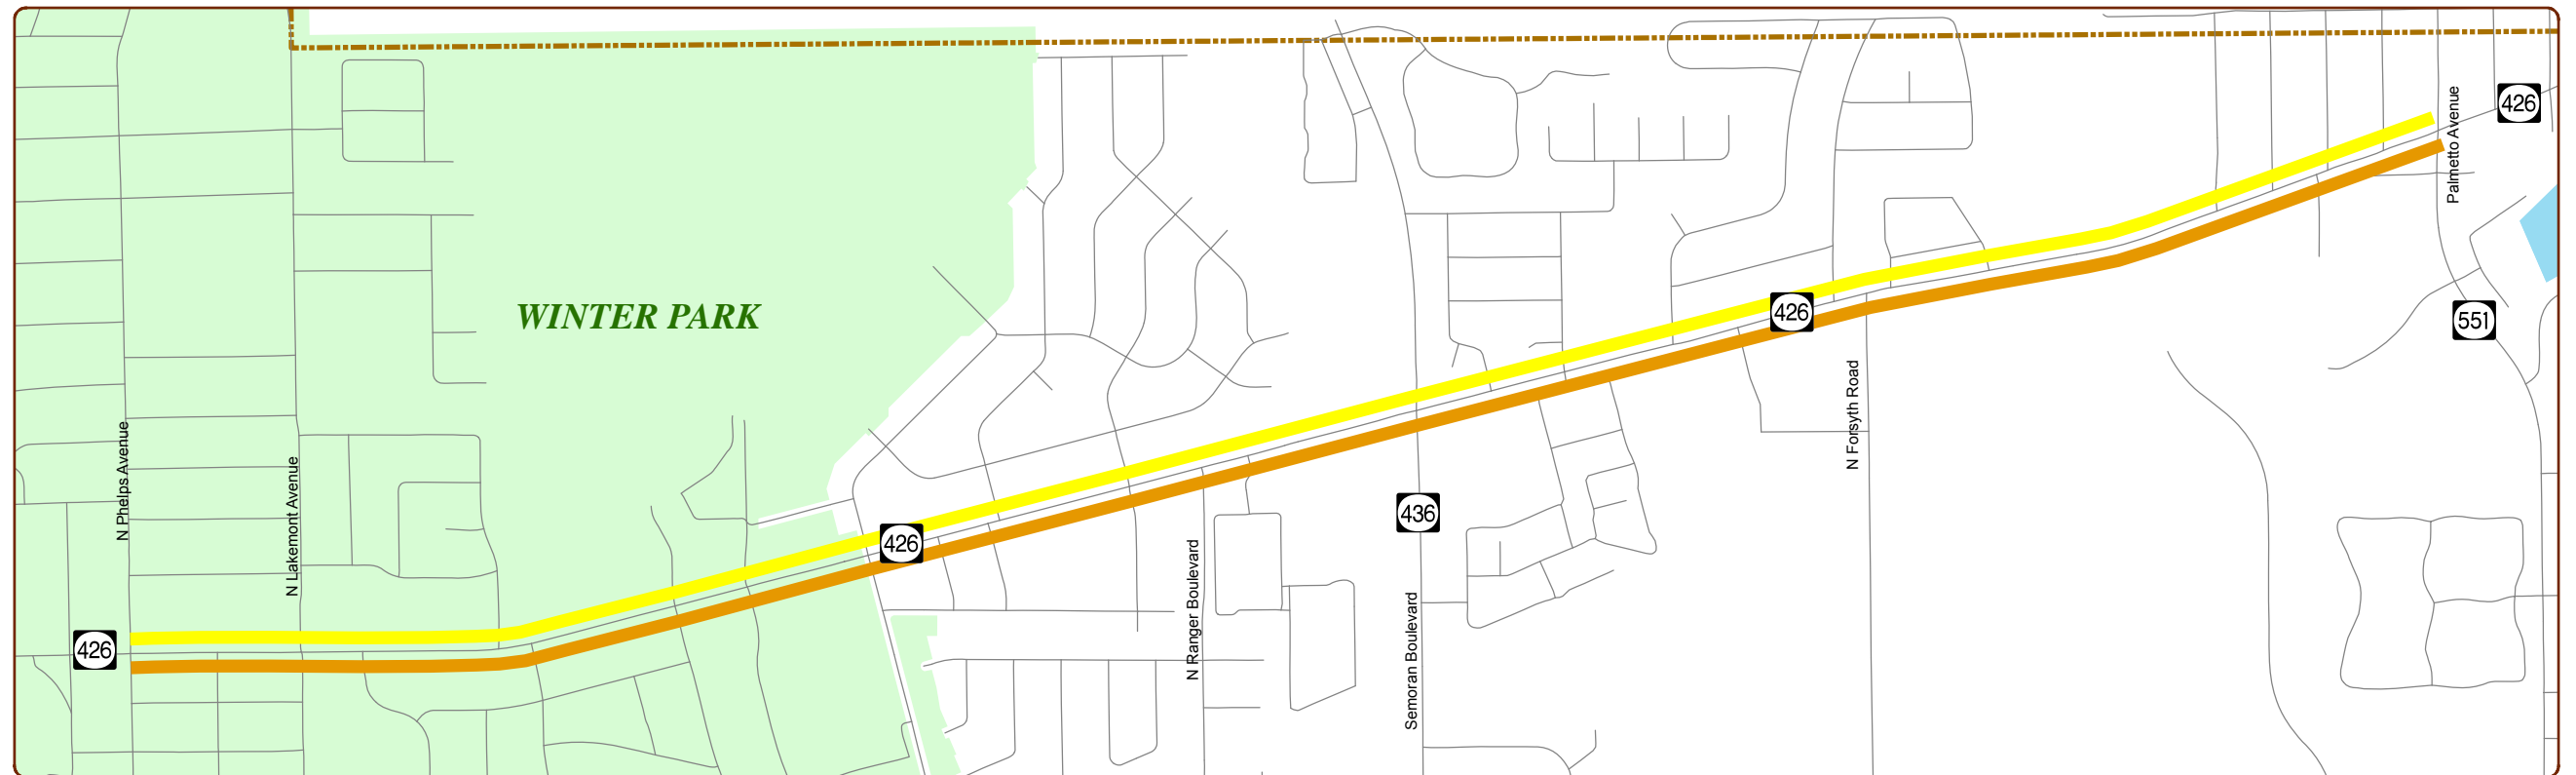 426
Palmetto Avenue
WINTER PARK
426
551
N Forsyth Road
N Phelps Avenue
N Lakemont Avenue
436
426
N Ranger Boulevard
Semoran Boulevard
426